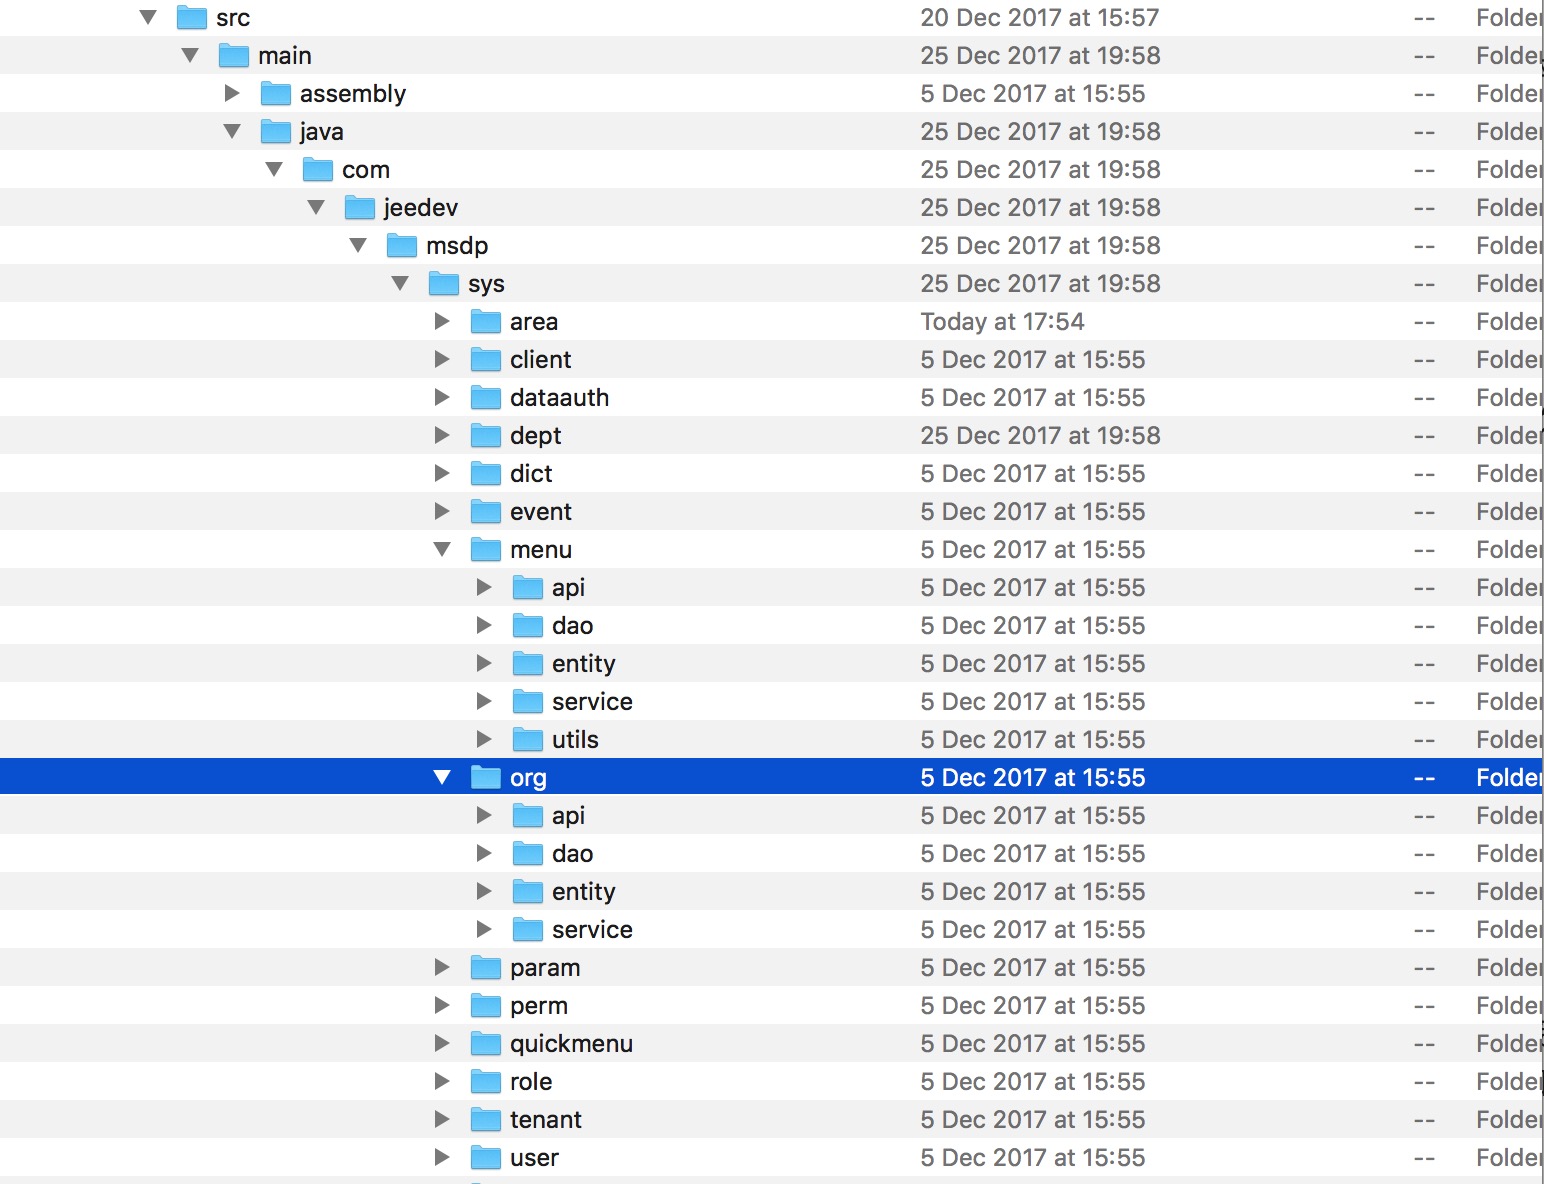 src 20 Dec 2017 at 15:57 -- Folder
main 25 Dec 2017 at 19:58 -- Folder
assembly 5 Dec 2017 at 15:55 -- Folder
java 25 Dec 2017 at 19:58 -- Folder
com 25 Dec 2017 at 19:58 -- Folder
jeedev 25 Dec 2017 at 19:58 -- Folder
msdp 25 Dec 2017 at 19:58 -- Folder
sys 25 Dec 2017 at 19:58 -- Folder
area Today at 17:54 -- Folder
client 5 Dec 2017 at 15:55 -- Folder
dataauth 5 Dec 2017 at 15:55 -- Folder
dept 25 Dec 2017 at 19:58 -- Folder
dict 5 Dec 2017 at 15:55 -- Folder
event 5 Dec 2017 at 15:55 -- Folder
menu 5 Dec 2017 at 15:55 -- Folder
api 5 Dec 2017 at 15:55 -- Folder
dao 5 Dec 2017 at 15:55 -- Folder
entity 5 Dec 2017 at 15:55 -- Folder
service 5 Dec 2017 at 15:55 -- Folder
utils 5 Dec 2017 at 15:55 -- Folder
org 5 Dec 2017 at 15:55 -- Folder
api 5 Dec 2017 at 15:55 -- Folder
dao 5 Dec 2017 at 15:55 -- Folder
entity 5 Dec 2017 at 15:55 -- Folder
service 5 Dec 2017 at 15:55 -- Folder
param 5 Dec 2017 at 15:55 -- Folder
perm 5 Dec 2017 at 15:55 -- Folder
quickmenu 5 Dec 2017 at 15:55 -- Folder
role 5 Dec 2017 at 15:55 -- Folder
tenant 5 Dec 2017 at 15:55 -- Folder
user 5 Dec 2017 at 15:55 -- Folder